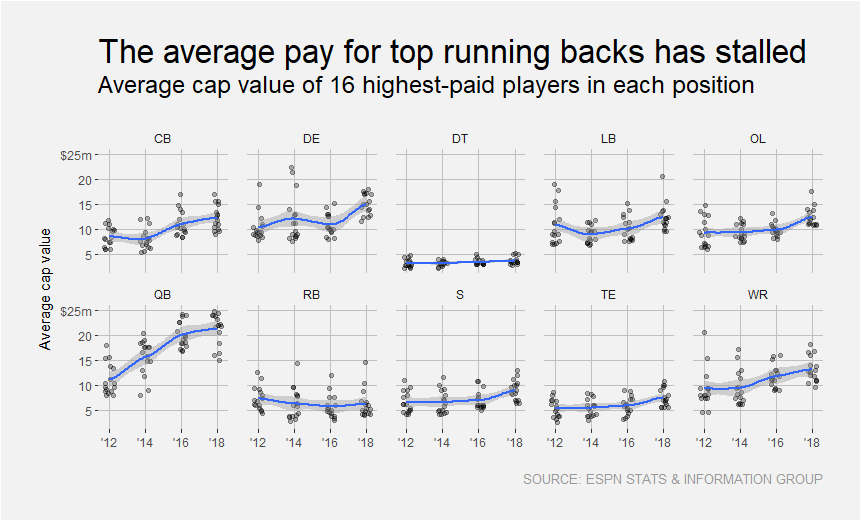 The average pay for top running backs has stalled
Average cap value of 16 highest-paid players in each position
CB DE DT LB OL
$25m
20
15
10
5
Average cap value
QB RB S TE WR
$25m
20
15
10
5
'12 '14 '16 '18 '12 '14 '16 '18 '12 '14 '16 '18 '12 '14 '16 '18 '12 '14 '16 '18
SOURCE: ESPN STATS & INFORMATION GROUP